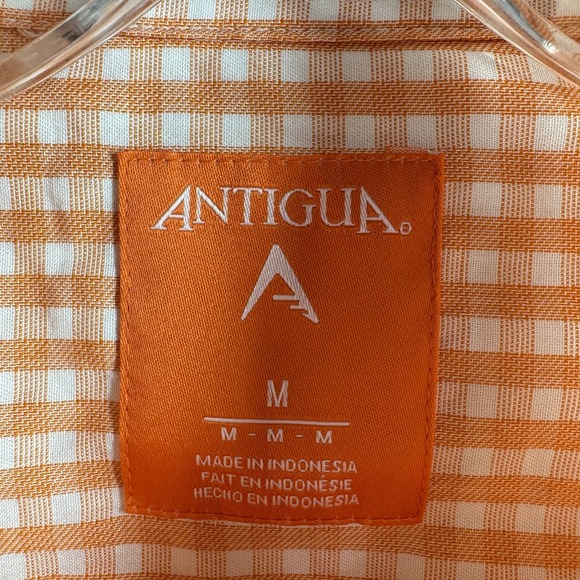 ANTIGUA
M
M - M - M
MADE IN INDONESIA
FAIT EN INDONÉSIE
HECHO EN INDONESIA